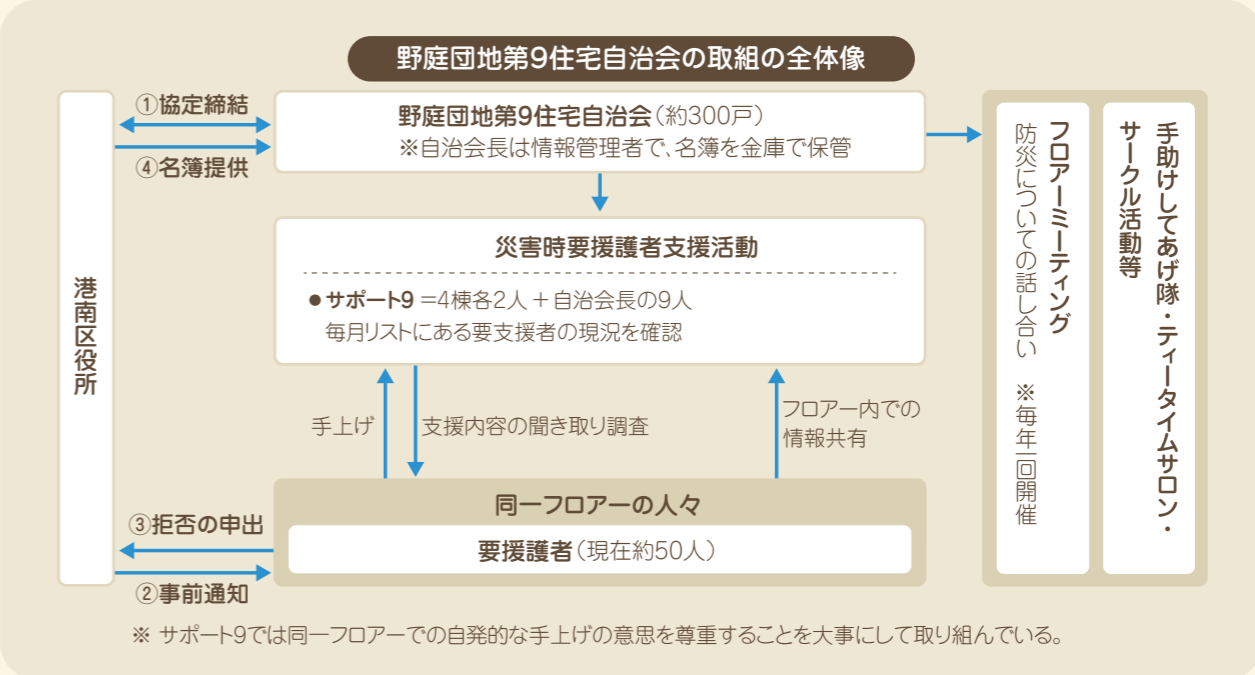 野庭団地第9住宅自治会の取組の全体像
港南区役所
①協定締結
④名簿提供
野庭団地第9住宅自治会（約300戸）
※自治会長は情報管理者で、名簿を金庫で保管
災害時要援護者支援活動
●サポート9＝4棟各2人＋自治会長の9人
毎月リストにある要支援者の現況を確認
手上げ
支援内容の聞き取り調査
フロアー内での
情報共有
同一フロアーの人々
要援護者（現在約50人）
③拒否の申出
②事前通知
手助けしてあげ隊・ティータイムサロン・
サークル活動等
フロアーミーティング
防災についての話し合い　※毎年一回開催
※ サポート9では同一フロアーでの自発的な手上げの意思を尊重することを大事にして取り組んでいる。